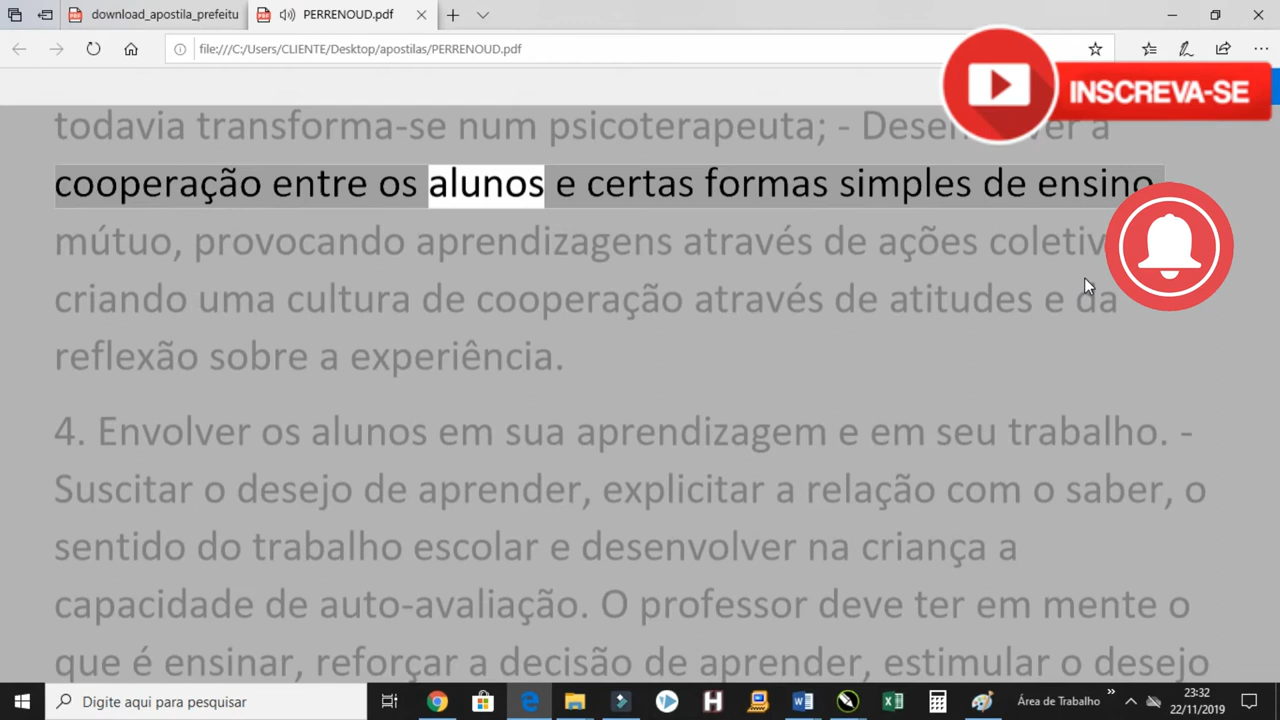 download_apostila_prefeitu
PERRENOUD.pdf
file:///C:/Users/CLIENTE/Desktop/apostilas/PERRENOUD.pdf
INSCREVA-SE
todavia transforma-se num psicoterapeuta; - Desenvolver a
cooperação entre os alunos e certas formas simples de ensino
mútuo, provocando aprendizagens através de ações coletiv
criando uma cultura de cooperação através de atitudes e da
reflexão sobre a experiência.
4. Envolver os alunos em sua aprendizagem e em seu trabalho. -
Suscitar o desejo de aprender, explicitar a relação com o saber, o
sentido do trabalho escolar e desenvolver na criança a
capacidade de auto-avaliação. O professor deve ter em mente o
que é ensinar, reforçar a decisão de aprender, estimular o desejo
Digite aqui para pesquisar
Área de Trabalho
23:32
22/11/2019